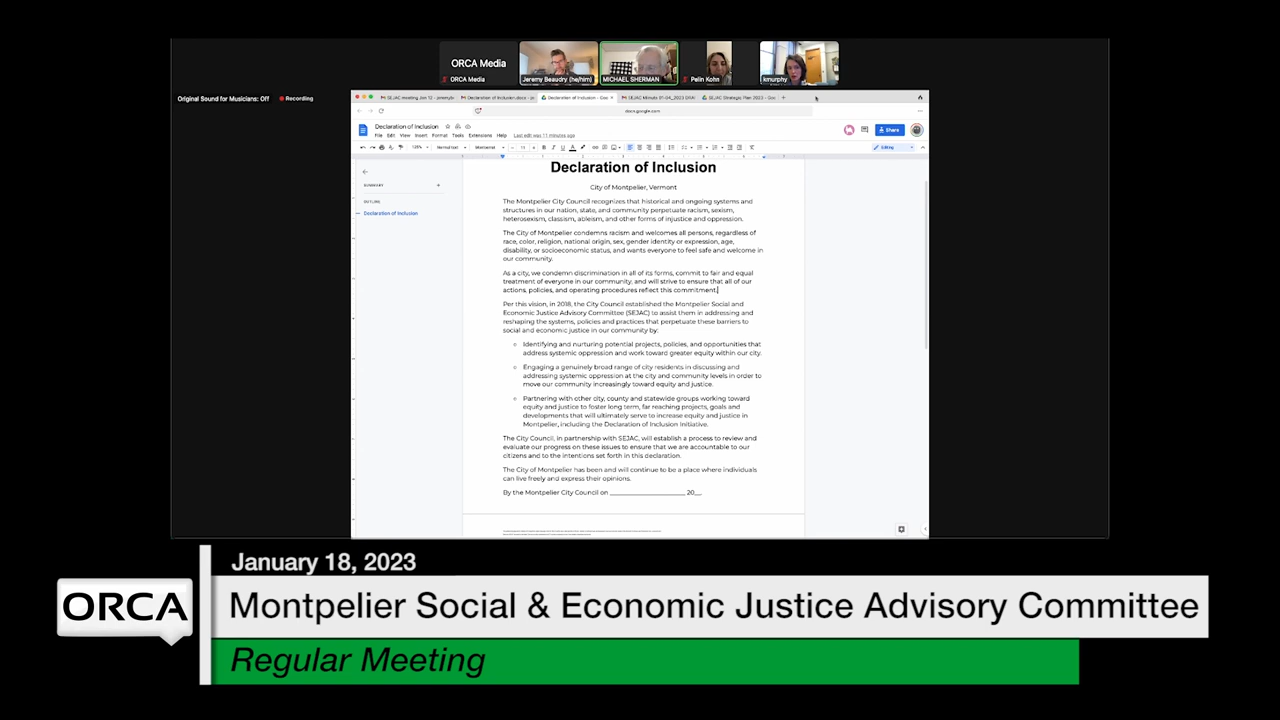 ORCA Media
ORCA Media
Jeremy Beaudry (he/him)
MICHAEL SHERMAN
Pelin Kohn
kmurphy
Original Sound for Musicians: Off
Recording
Declaration of Inclusion
File Edit View Insert Format Tools Extensions Help
Last edit was 11 minutes ago
Share
Normal text
Montserrat
Editing
SUMMARY
OUTLINE
Declaration of Inclusion
docs.google.com
Declaration of Inclusion
City of Montpelier, Vermont
The Montpelier City Council recognizes that historical and ongoing systems and
structures in our nation, state, and community perpetuate racism, sexism,
heterosexism, classism, ableism, and other forms of injustice and oppression.
The City of Montpelier condemns racism and welcomes all persons, regardless of
race, color, religion, national origin, sex, gender identity or expression, age,
disability, or socioeconomic status, and wants everyone to feel safe and welcome in
our community.
As a city, we condemn discrimination in all of its forms, commit to fair and equal
treatment of everyone in our community, and will strive to ensure that all of our
actions, policies, and operating procedures reflect this commitment.
Per this vision, in 2018, the City Council established the Montpelier Social and
Economic Justice Advisory Committee (SEJAC) to assist them in addressing and
reshaping the systems, policies and practices that perpetuate these barriers to
social and economic justice in our community by:
Identifying and nurturing potential projects, policies, and opportunities that
address systemic oppression and work toward greater equity within our city.
Engaging a genuinely broad range of city residents in discussing and
addressing systemic oppression at the city and community levels in order to
move our community increasingly toward equity and justice.
Partnering with other city, county and statewide groups working toward
equity and justice to foster long term, far reaching projects, goals and
developments that will ultimately serve to increase equity and justice in
Montpelier, including the Declaration of Inclusion Initiative.
The City Council, in partnership with SEJAC, will establish a process to review and
evaluate our progress on these issues to ensure that we are accountable to our
citizens and to the intentions set forth in this declaration.
The City of Montpelier has been and will continue to be a place where individuals
can live freely and express their opinions.
By the Montpelier City Council on ______________________ 20__.
January 18, 2023
ORCA
Montpelier Social & Economic Justice Advisory Committee
Regular Meeting